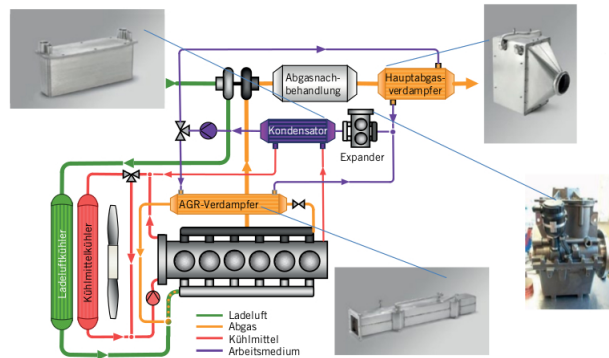 Abgasnach-
behandlung
Hauptabgas-
verdampfer
Kondensator
Expander
AGR-Verdampfer
Ladeluftkühler
Kühlmittelkühler
Ladeluft
Abgas
Kühlmittel
Arbeitsmedium